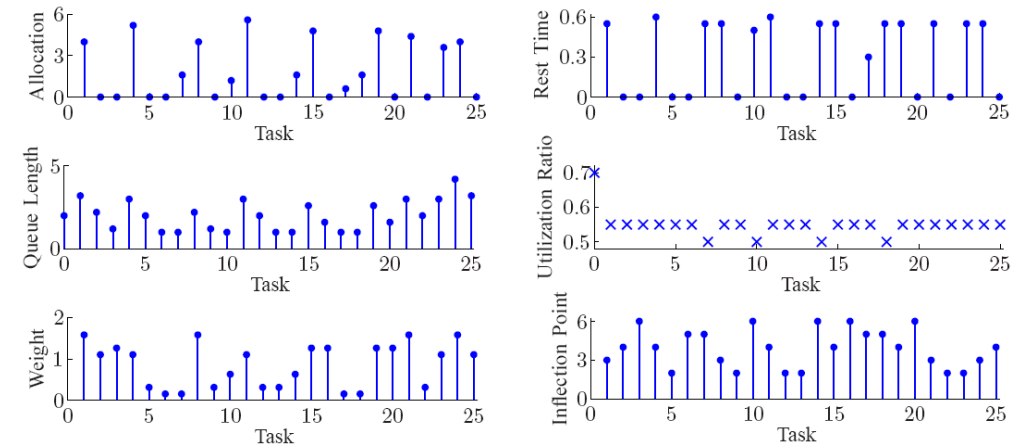 Allocation
6
3
0
0 5 10 15 20 25
Task
Rest Time
0.6
0.3
0
0 5 10 15 20 25
Task
Queue Length
5
0
0 5 10 15 20 25
Task
Utilization Ratio
0.7
0.6
0.5
0 5 10 15 20 25
Task
Weight
2
1
0
0 5 10 15 20 25
Task
Inflection Point
6
3
0
0 5 10 15 20 25
Task